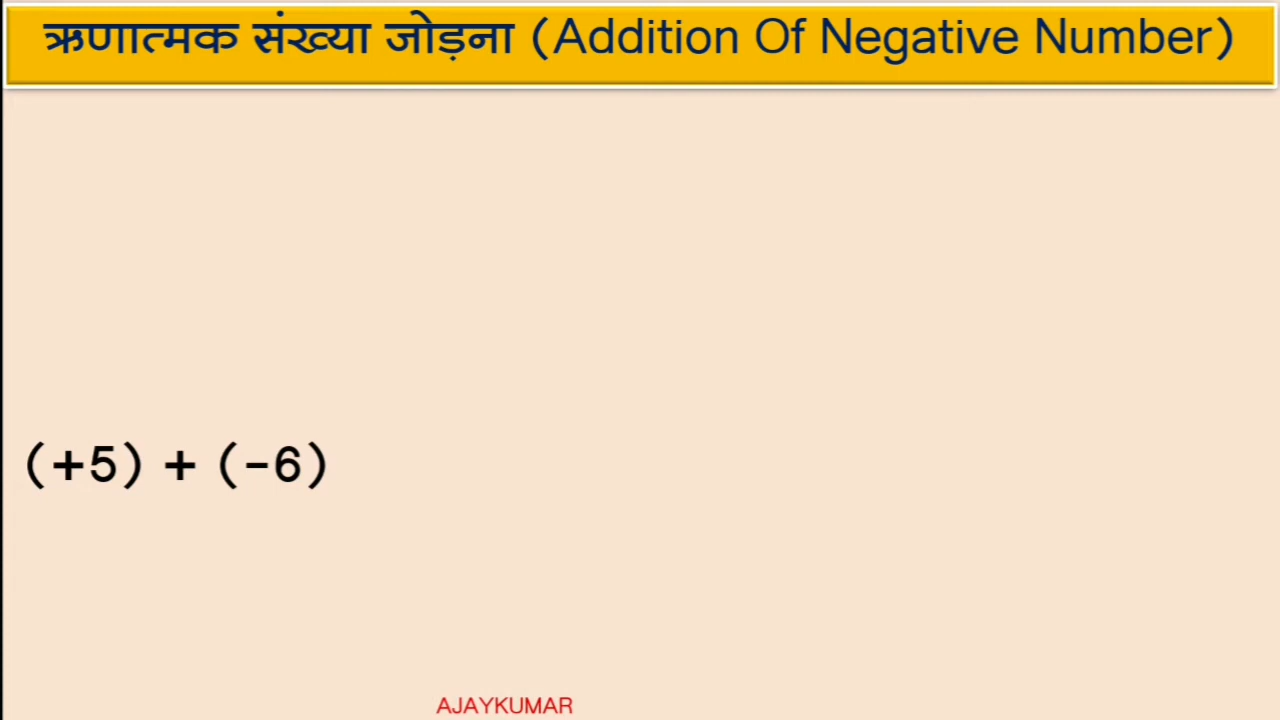 ऋणात्मक संख्या जोड़ना (Addition Of Negative Number)
(+5) + (-6)
AJAYKUMAR